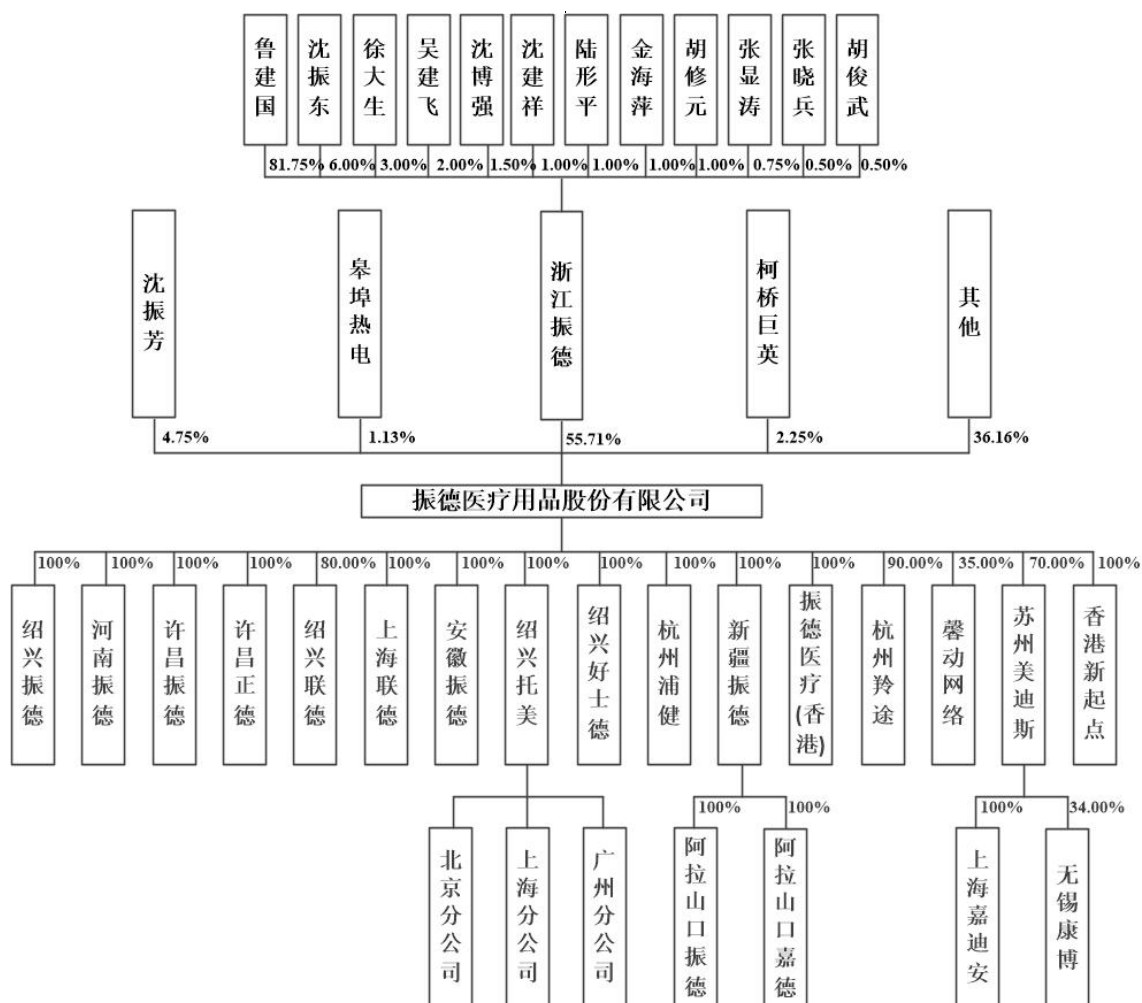 鲁建国
沈振东
徐大生
吴建飞
沈博强
沈建祥
陆形平
金海萍
胡修元
张显涛
张晓兵
胡俊武
81.75%
6.00%
3.00%
2.00%
1.50%
1.00%
1.00%
1.00%
1.00%
0.75%
0.50%
0.50%
沈振芳
皋埠热电
浙江振德
柯桥巨英
其他
4.75%
1.13%
55.71%
2.25%
36.16%
振德医疗用品股份有限公司
100%
100%
100%
100%
80.00%
100%
100%
100%
100%
100%
100%
100%
90.00%
35.00%
70.00%
100%
绍兴振德
河南振德
许昌振德
许昌正德
绍兴联德
上海联德
安徽振德
绍兴托美
绍兴好士德
杭州浦健
新疆振德
振德医疗(香港)
杭州羚途
馨动网络
苏州美迪斯
香港新起点
100%
100%
100%
34.00%
北京分公司
上海分公司
广州分公司
阿拉山口振德
阿拉山口嘉德
上海嘉迪安
无锡康博